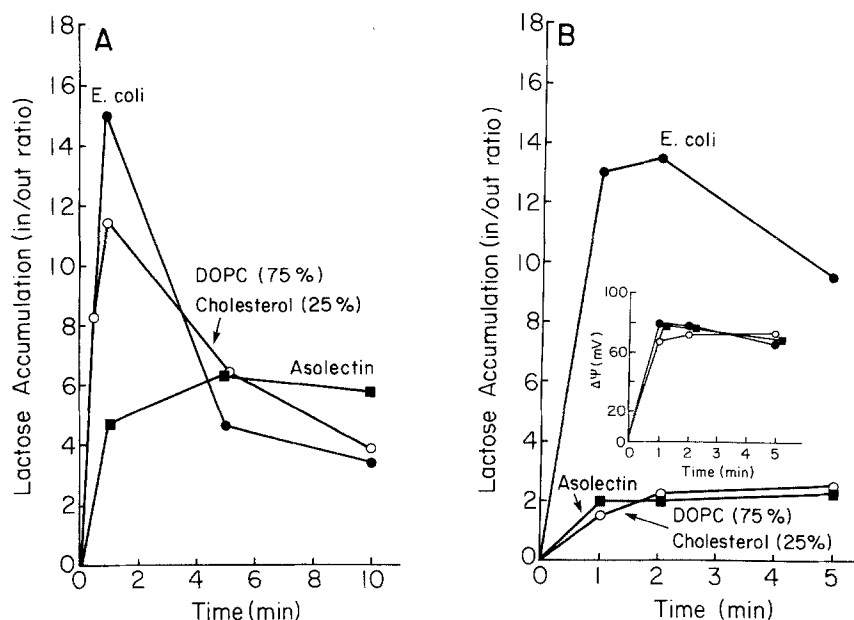 A
Lactose Accumulation (in/out ratio)
18
16
14
12
10
8
6
4
2
0
E. coli
DOPC (75%)
Cholesterol (25%)
Asolectin
0 2 4 6 8 10
Time (min)
B
Lactose Accumulation (in/out ratio)
18
16
14
12
10
8
6
4
2
0
E. coli
ΔΨ (mV)
100
60
20
0
0 1 2 3 4 5
Time (min)
Asolectin
DOPC (75%)
Cholesterol (25%)
0 1 2 3 4 5
Time (min)